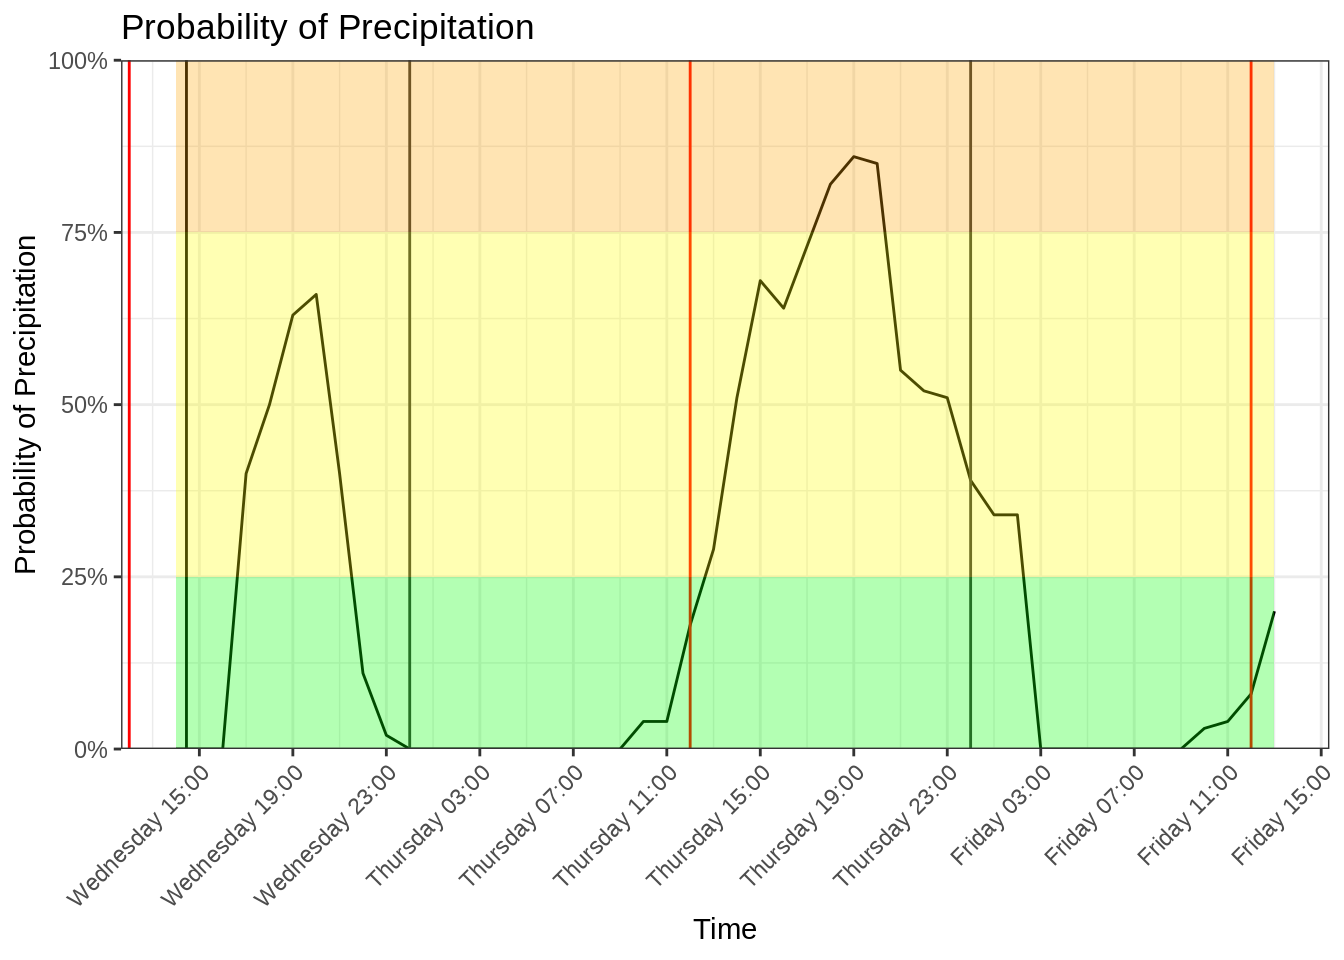 Probability of Precipitation
Probability of Precipitation
100%
75%
50%
25%
0%
Wednesday 15:00
Wednesday 19:00
Wednesday 23:00
Thursday 03:00
Thursday 07:00
Thursday 11:00
Thursday 15:00
Thursday 19:00
Thursday 23:00
Friday 03:00
Friday 07:00
Friday 11:00
Friday 15:00
Time